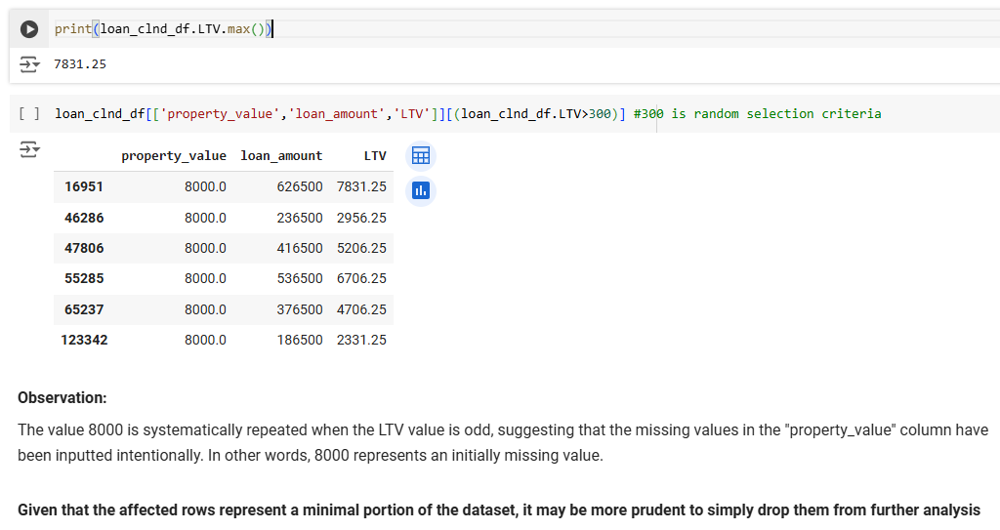 print(loan_clnd_df.LTV.max())
7831.25
[ ] loan_clnd_df[['property_value','loan_amount','LTV']][(loan_clnd_df.LTV>300)] #300 is random selection criteria
property_value loan_amount LTV
16951 8000.0 626500 7831.25
46286 8000.0 236500 2956.25
47806 8000.0 416500 5206.25
55285 8000.0 536500 6706.25
65237 8000.0 376500 4706.25
123342 8000.0 186500 2331.25
Observation:
The value 8000 is systematically repeated when the LTV value is odd, suggesting that the missing values in the "property_value" column have
been inputted intentionally. In other words, 8000 represents an initially missing value.
Given that the affected rows represent a minimal portion of the dataset, it may be more prudent to simply drop them from further analysis